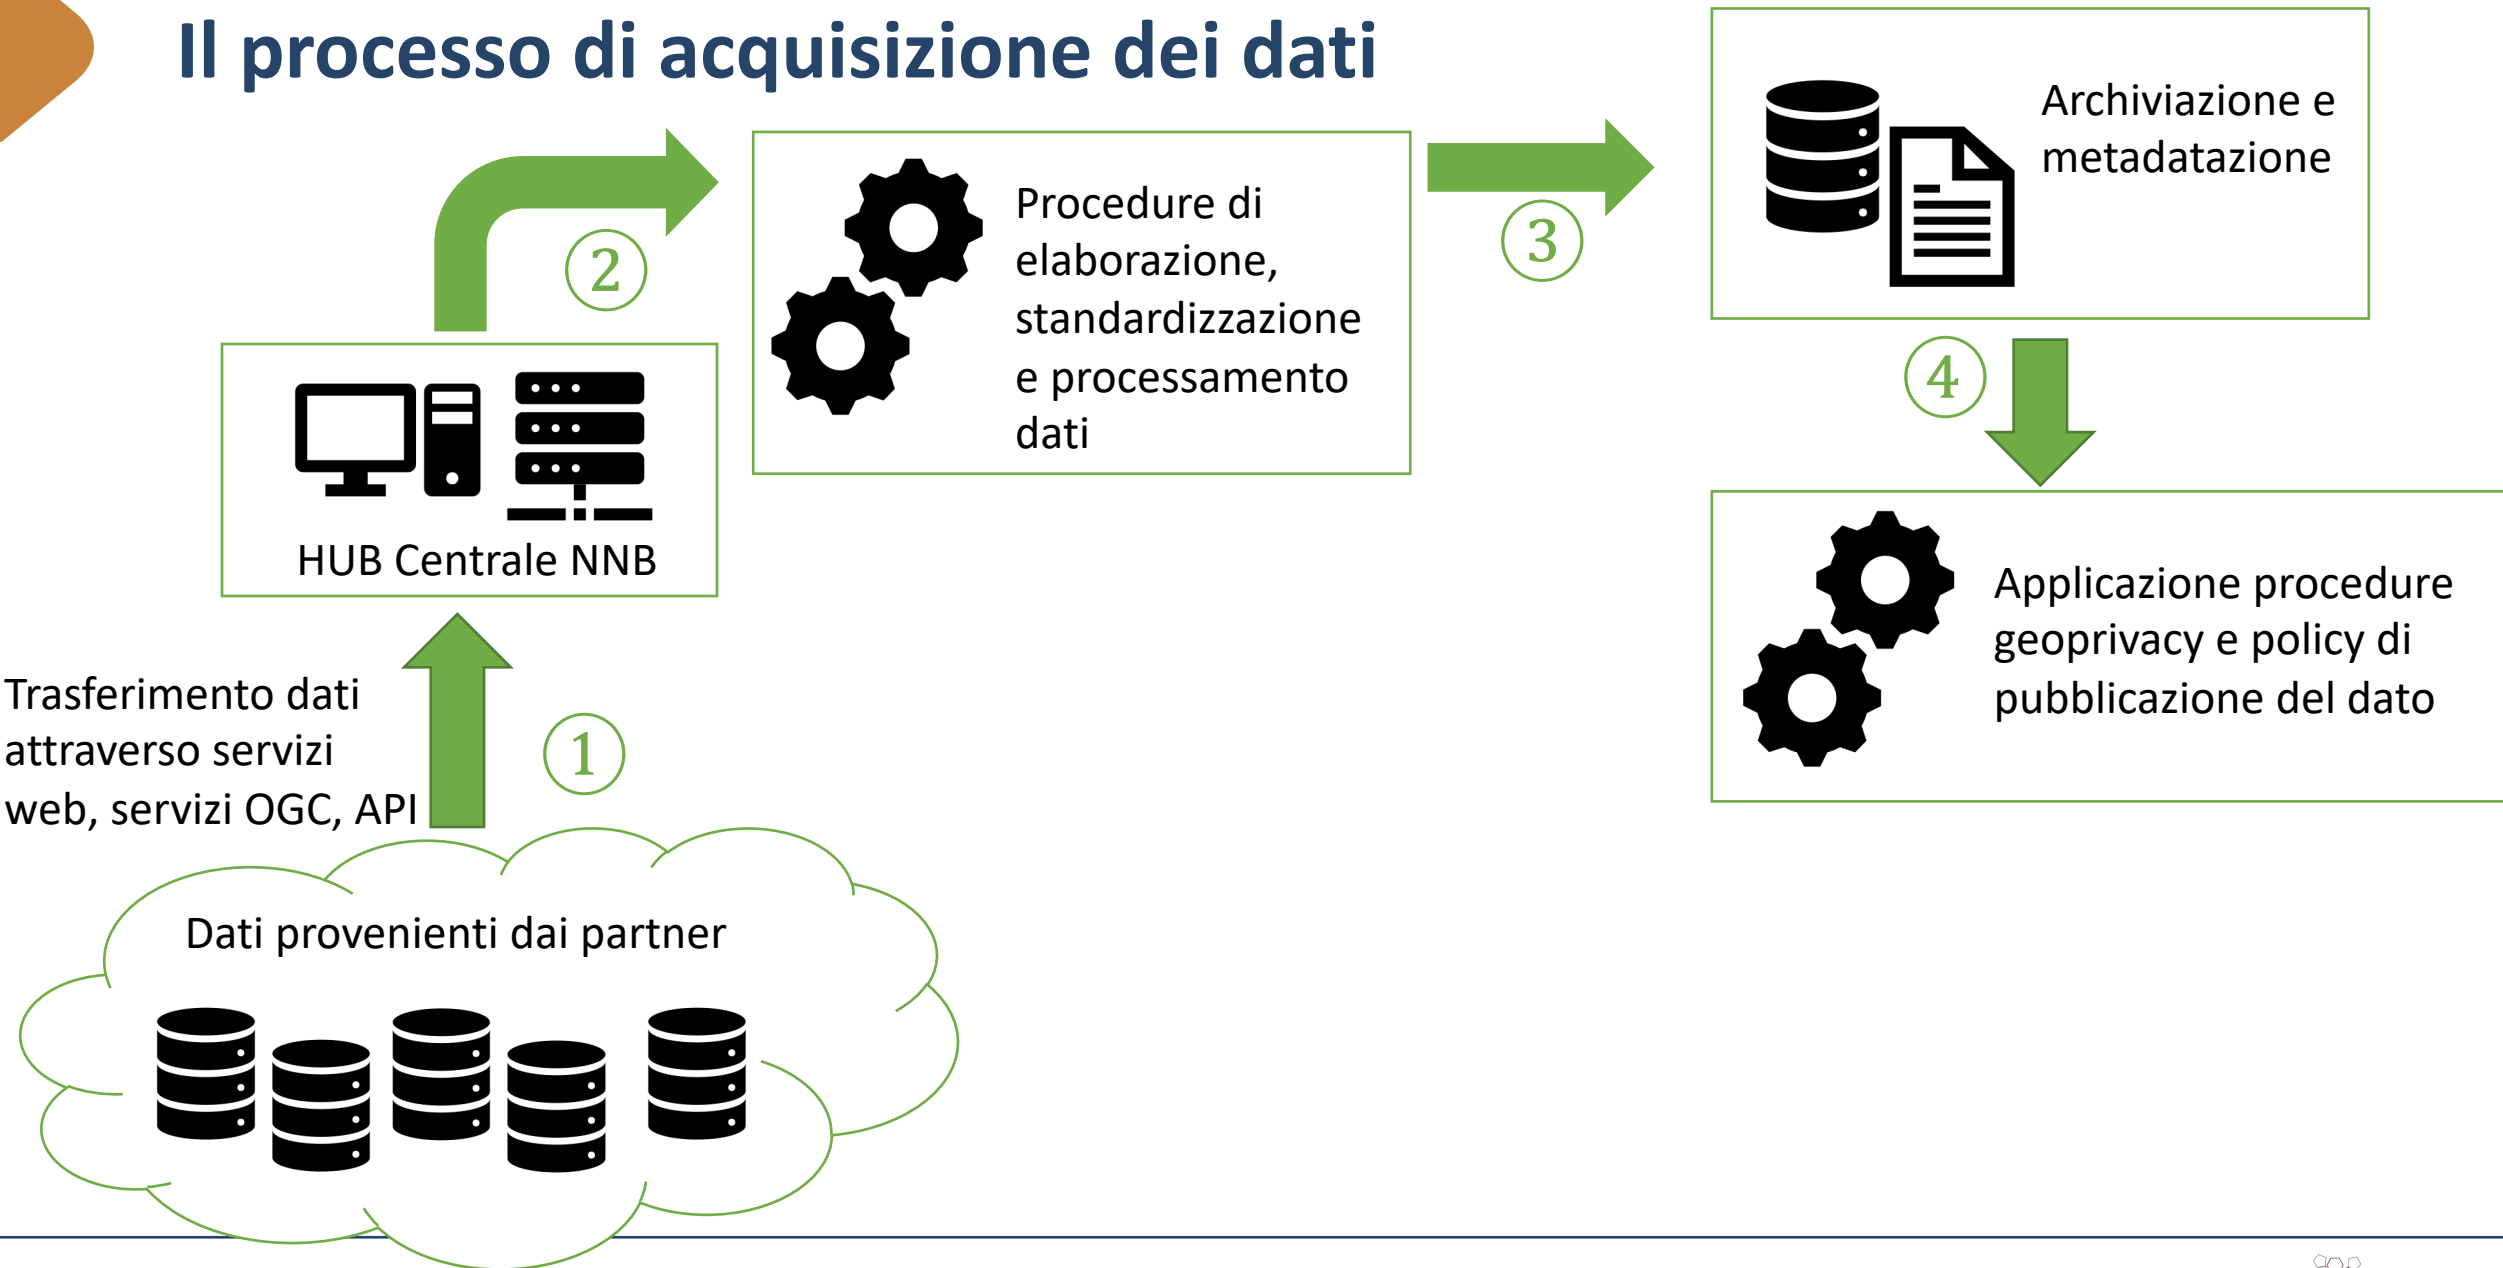 Il processo di acquisizione dei dati
Archiviazione e
metadatazione
Procedure di
elaborazione,
standardizzazione
e processamento
dati
2
3
4
HUB Centrale NNB
Applicazione procedure
geoprivacy e policy di
pubblicazione del dato
Trasferimento dati
attraverso servizi
web, servizi OGC, API
1
Dati provenienti dai partner